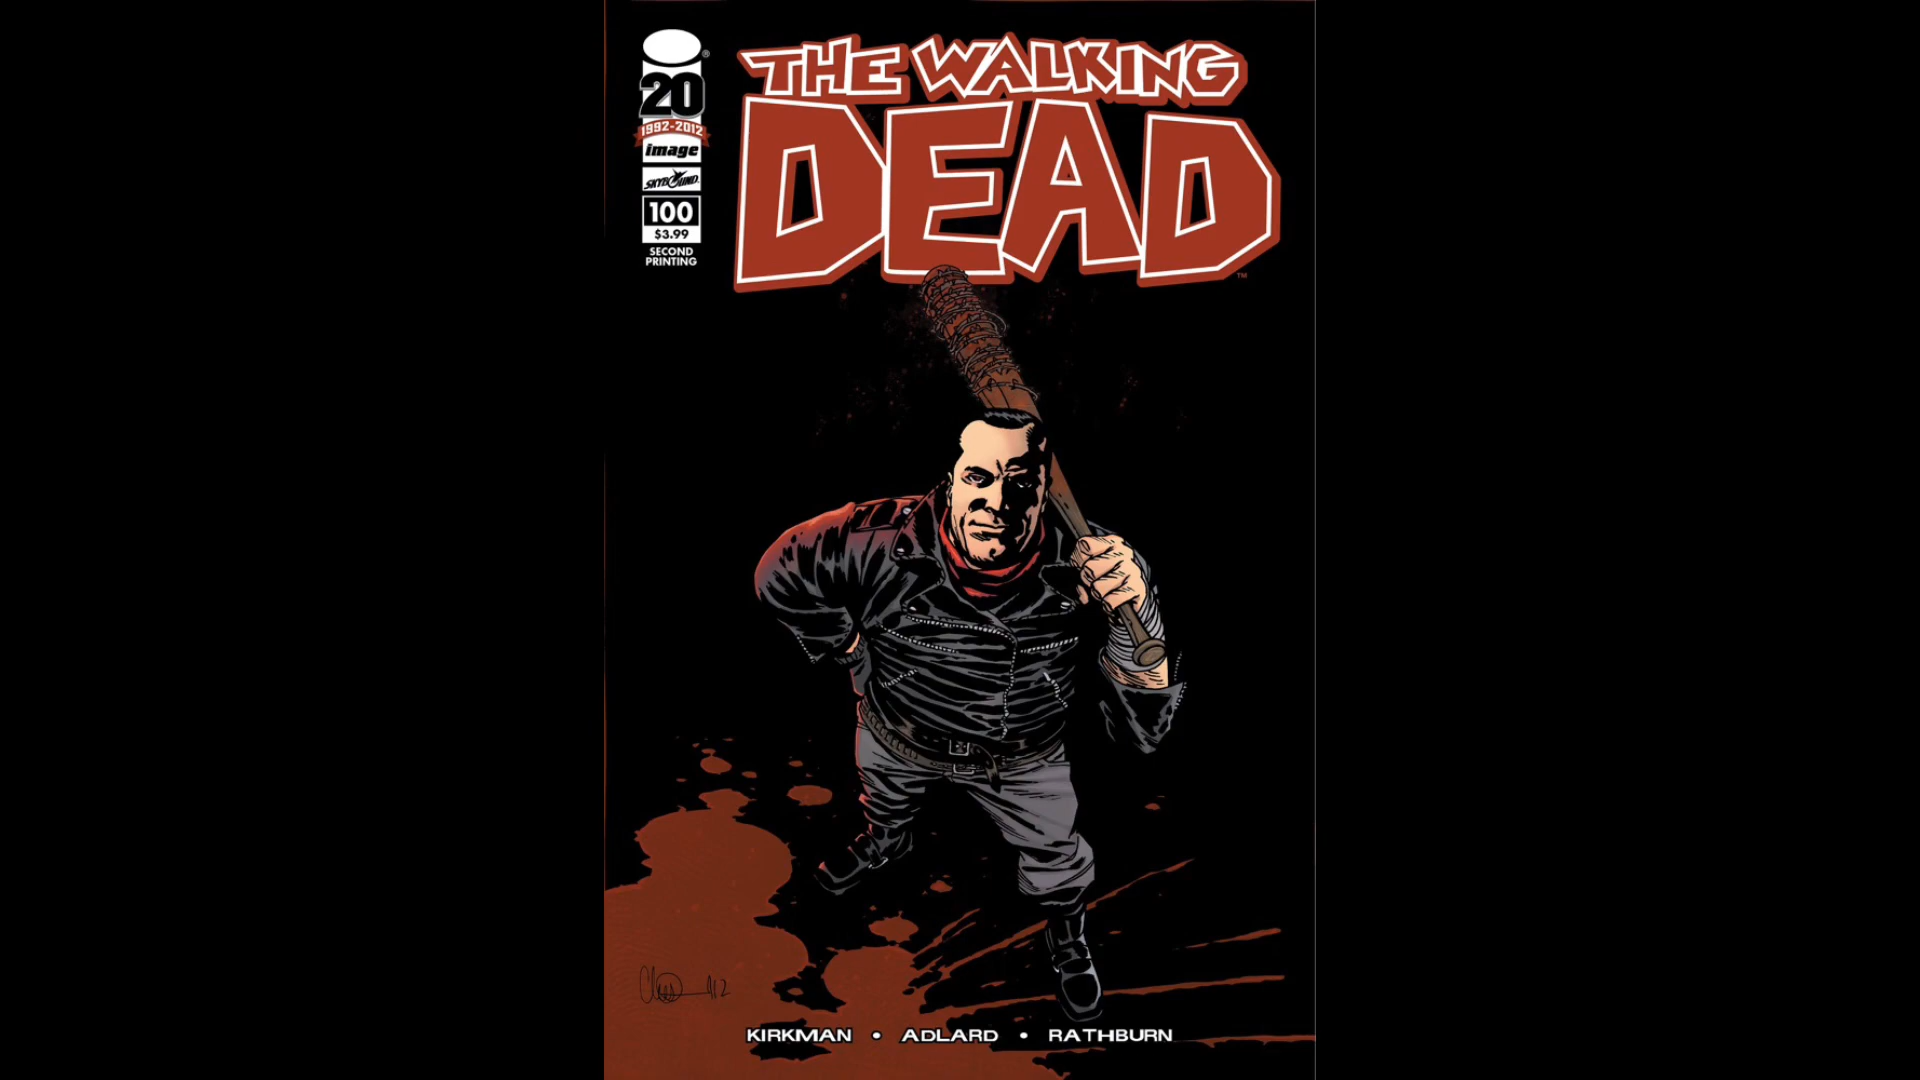 THE WALKING
DEAD
™
®
20
1992-2012
image
SKYBOUND
100
$3.99
SECOND
PRINTING
KIRKMAN • ADLARD • RATHBURN